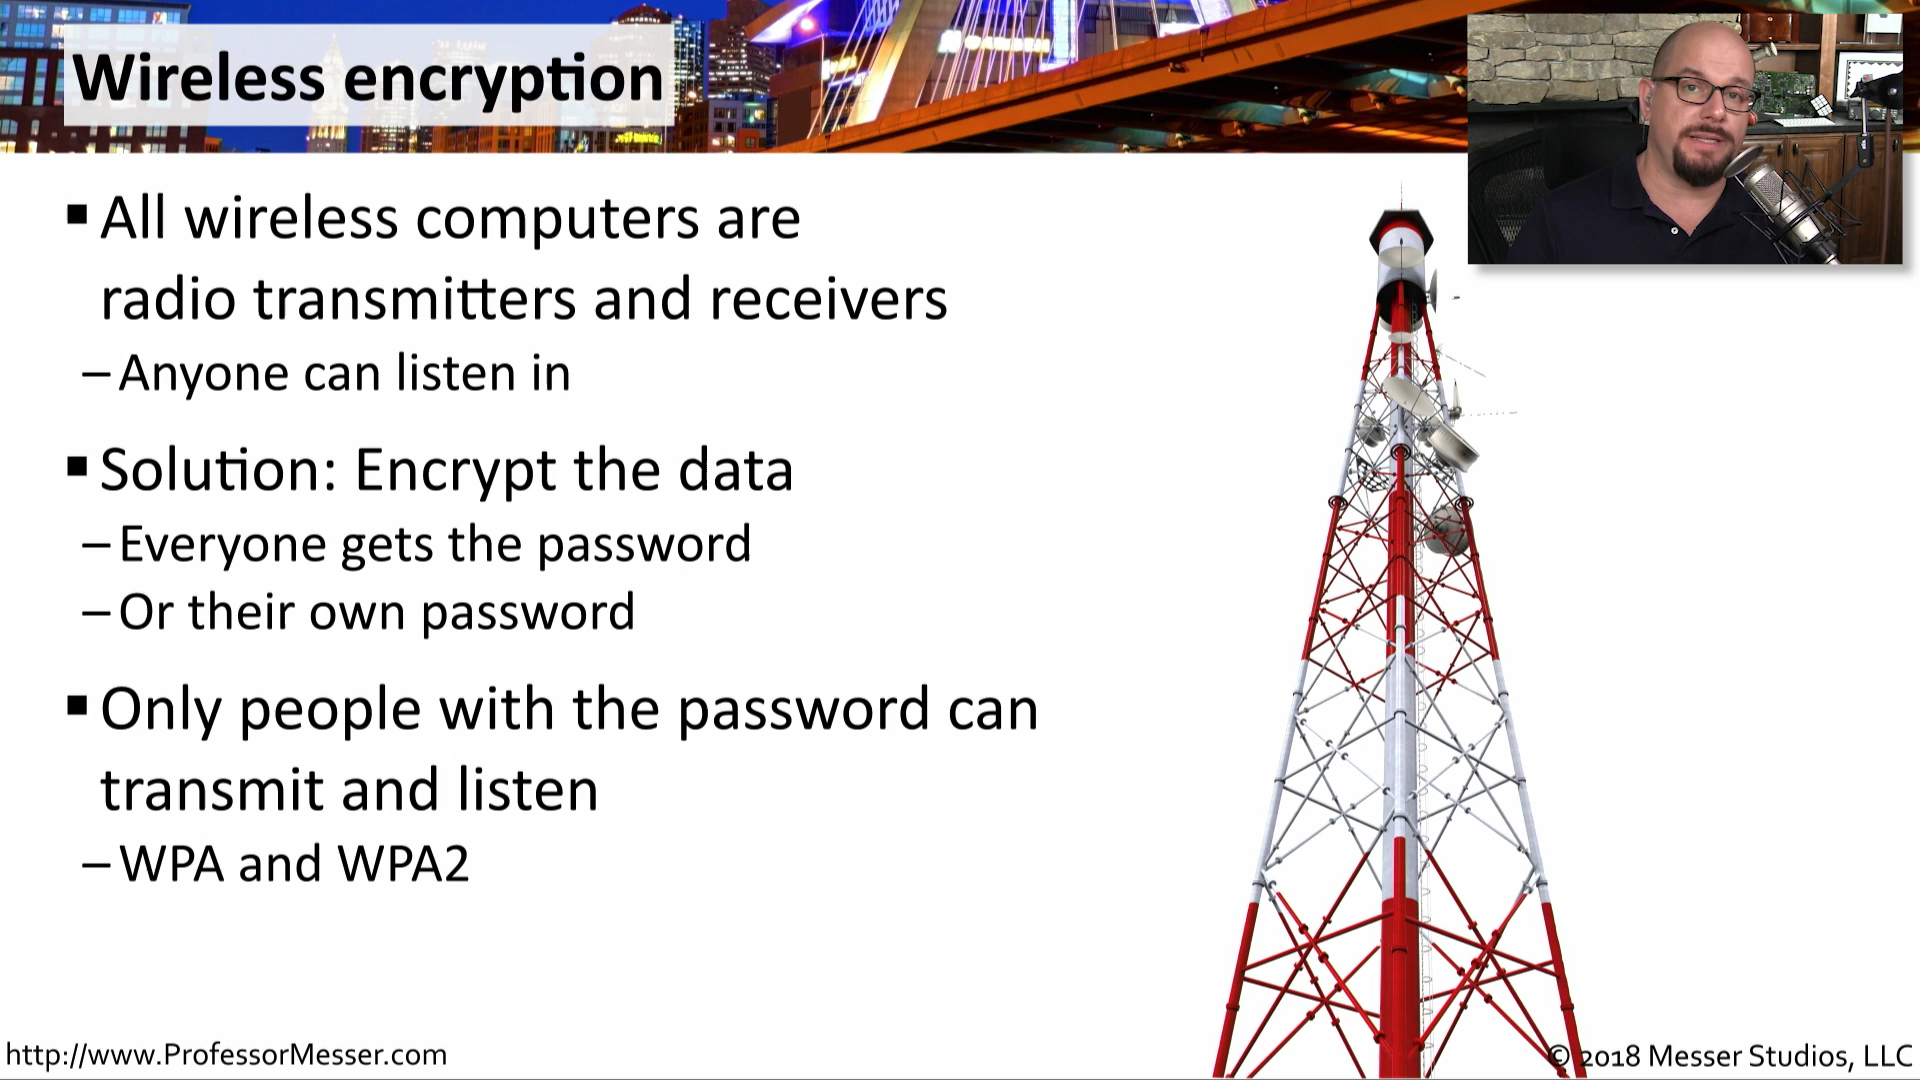 Wireless encryption
▪ All wireless computers are
radio transmitters and receivers
– Anyone can listen in
▪ Solution: Encrypt the data
– Everyone gets the password
– Or their own password
▪ Only people with the password can
transmit and listen
– WPA and WPA2
http://www.ProfessorMesser.com
© 2018 Messer Studios, LLC